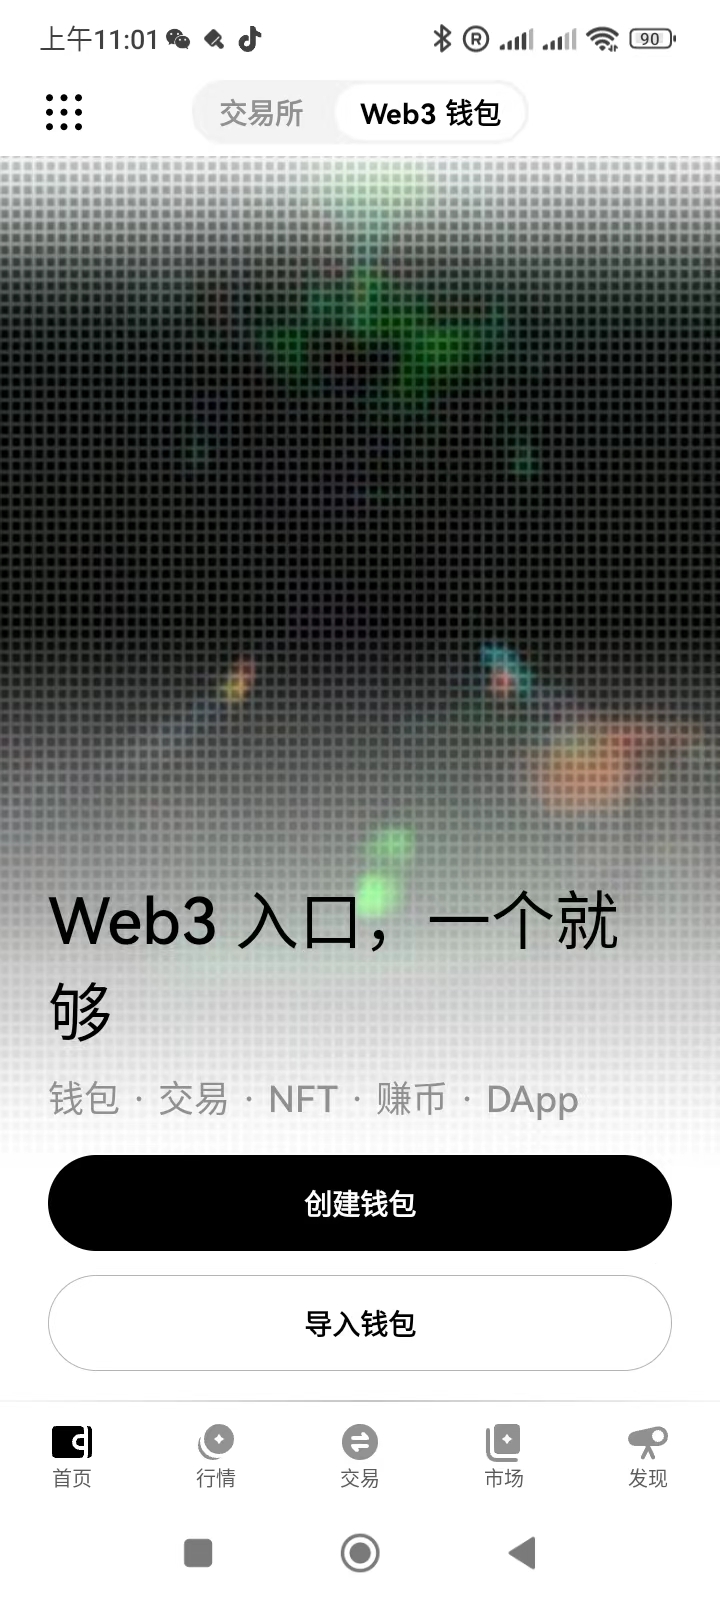 上午11:01
90
交易所
Web3 钱包
Web3 入口，一个就
够
钱包 · 交易 · NFT · 赚币 · DApp
创建钱包
导入钱包
首页
行情
交易
市场
发现